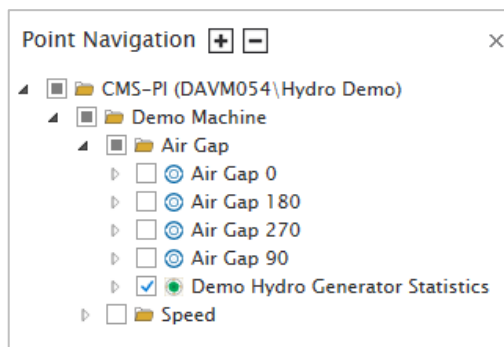 Point Navigation
CMS-PI (DAVM054\Hydro Demo)
Demo Machine
Air Gap
Air Gap 0
Air Gap 180
Air Gap 270
Air Gap 90
Demo Hydro Generator Statistics
Speed